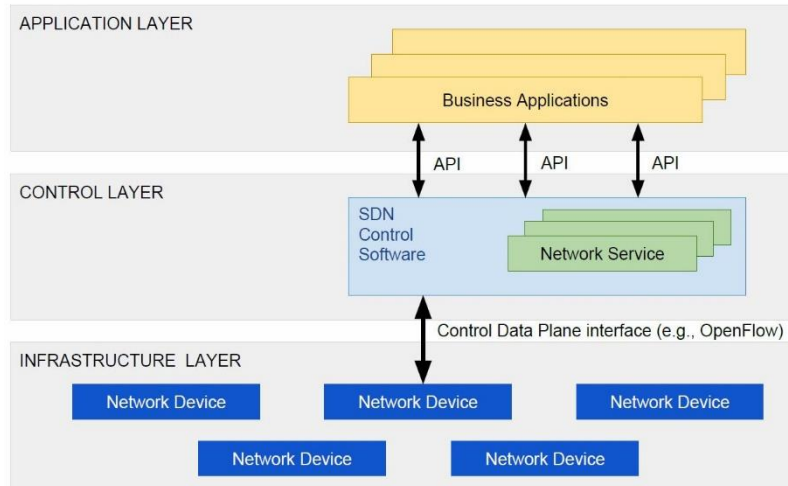 APPLICATION LAYER
Business Applications
API
API
API
CONTROL LAYER
SDN
Control
Software
Network Service
Control Data Plane interface (e.g., OpenFlow)
INFRASTRUCTURE LAYER
Network Device
Network Device
Network Device
Network Device
Network Device